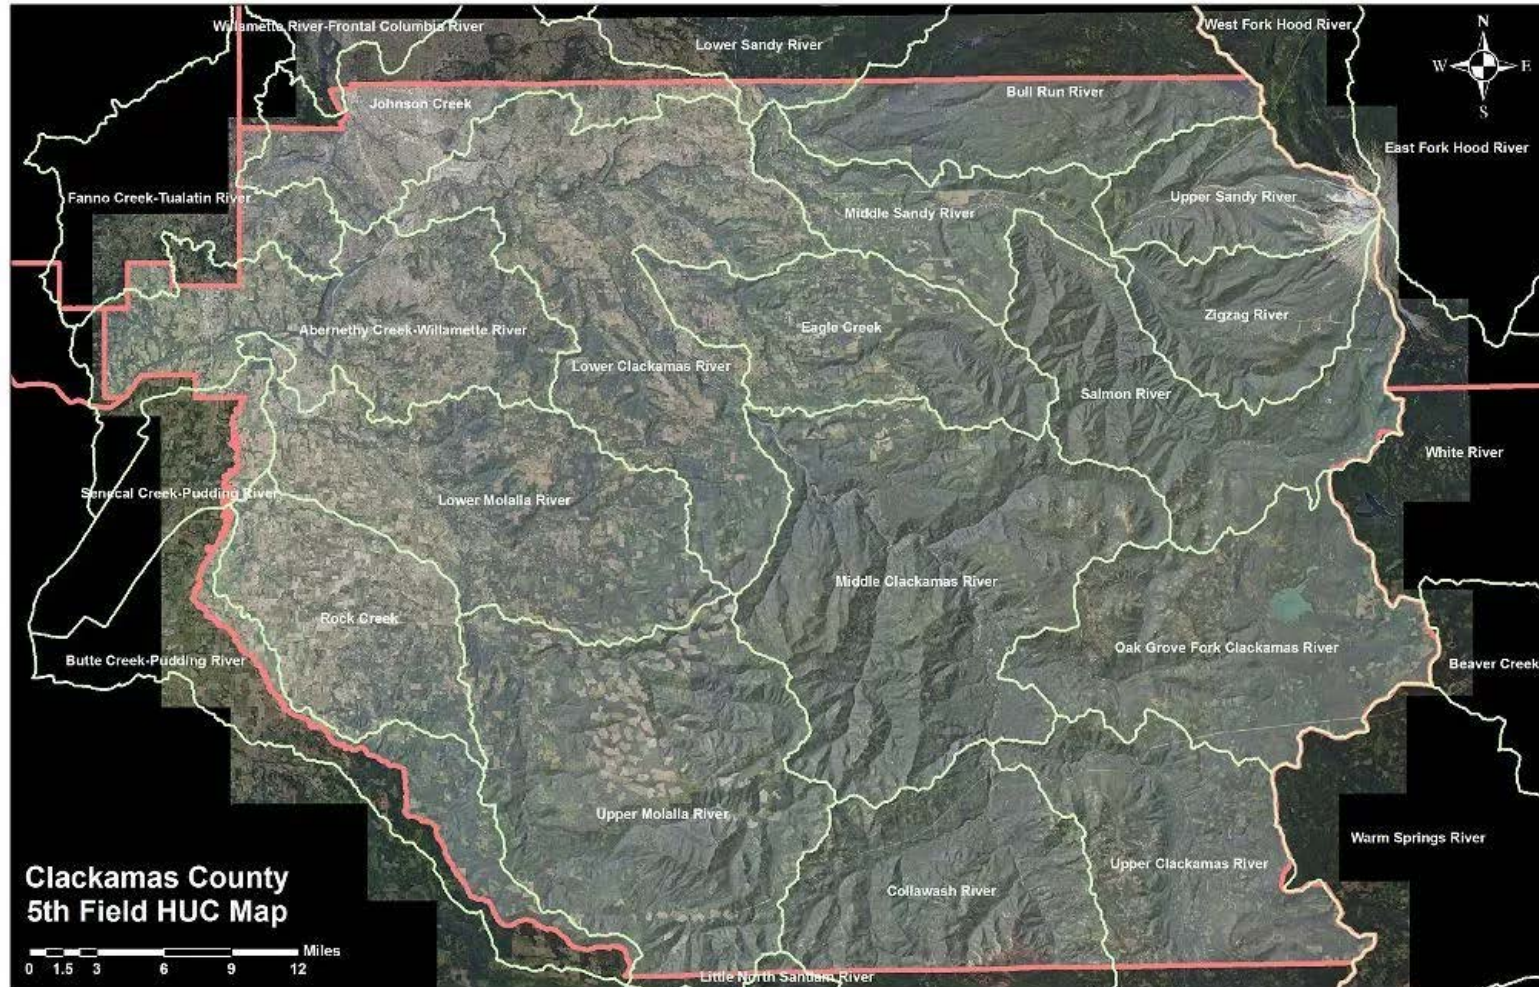 Willamette River-Frontal Columbia River
West Fork Hood River
N
Lower Sandy River
W E
S
Bull Run River
Johnson Creek
East Fork Hood River
Fanno Creek-Tualatin River
Upper Sandy River
Middle Sandy River
Zigzag River
Abernethy Creek-Willamette River
Eagle Creek
Lower Clackamas River
Salmon River
White River
Senecal Creek-Pudding River
Lower Molalla River
Middle Clackamas River
Rock Creek
Oak Grove Fork Clackamas River
Butte Creek-Pudding River
Beaver Creek
Upper Molalla River
Warm Springs River
Upper Clackamas River
Collawash River
Clackamas County
5th Field HUC Map
Miles
0 1.5 3 6 9 12
Little North Santiam River